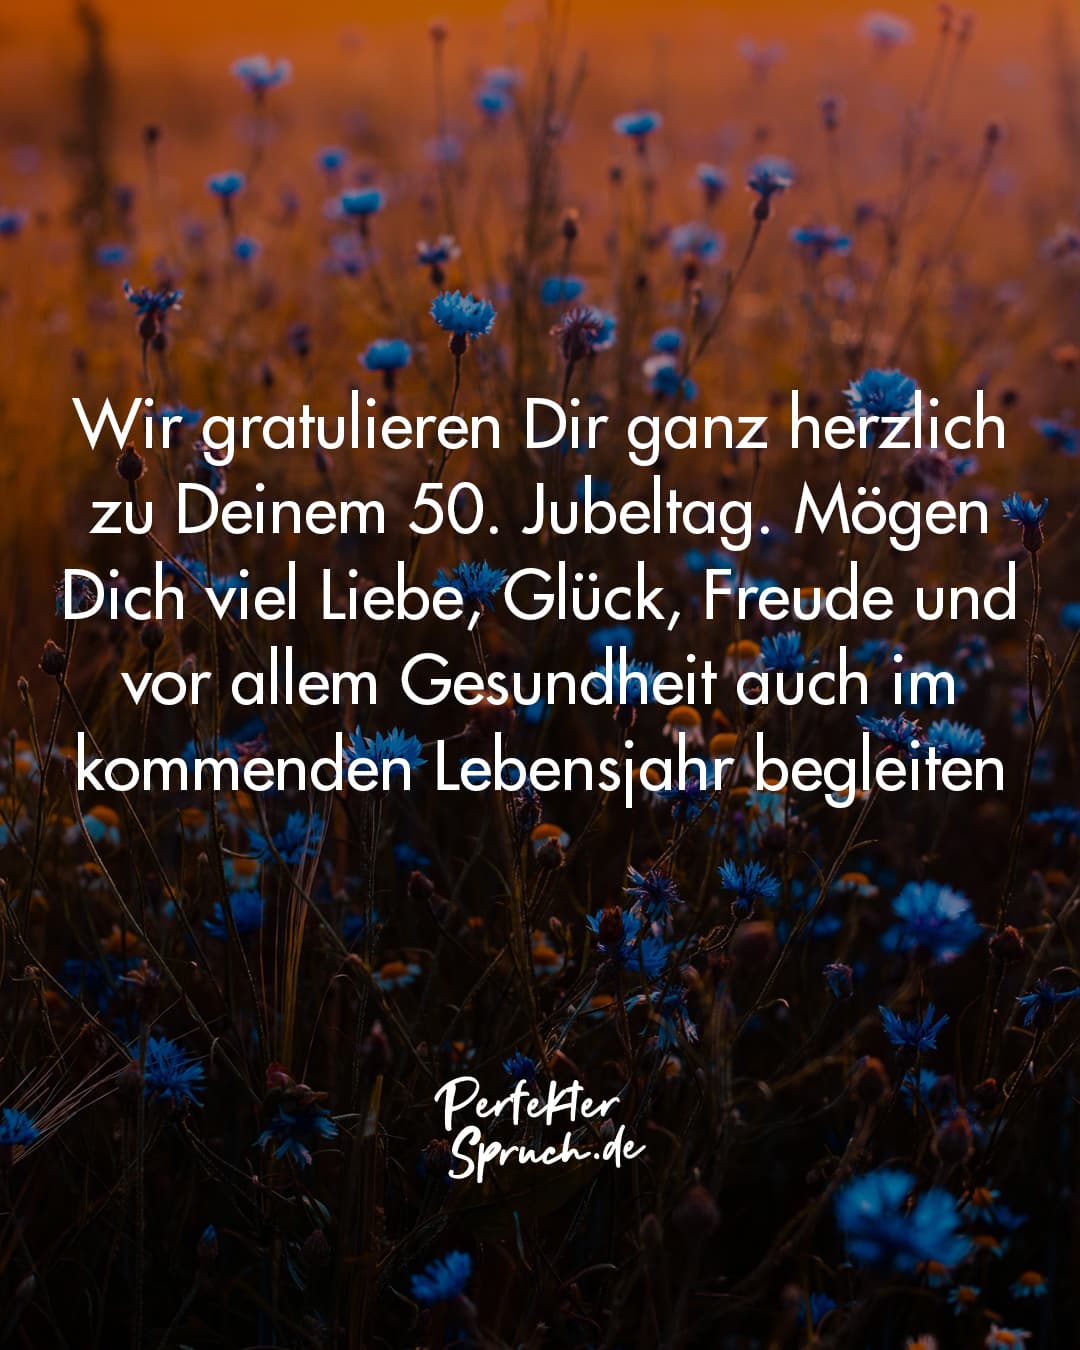 Wir gratulieren Dir ganz herzlich
zu Deinem 50. Jubeltag. Mögen
Dich viel Liebe, Glück, Freude und
vor allem Gesundheit auch im
kommenden Lebensjahr begleiten
Perfekter
Spruch.de